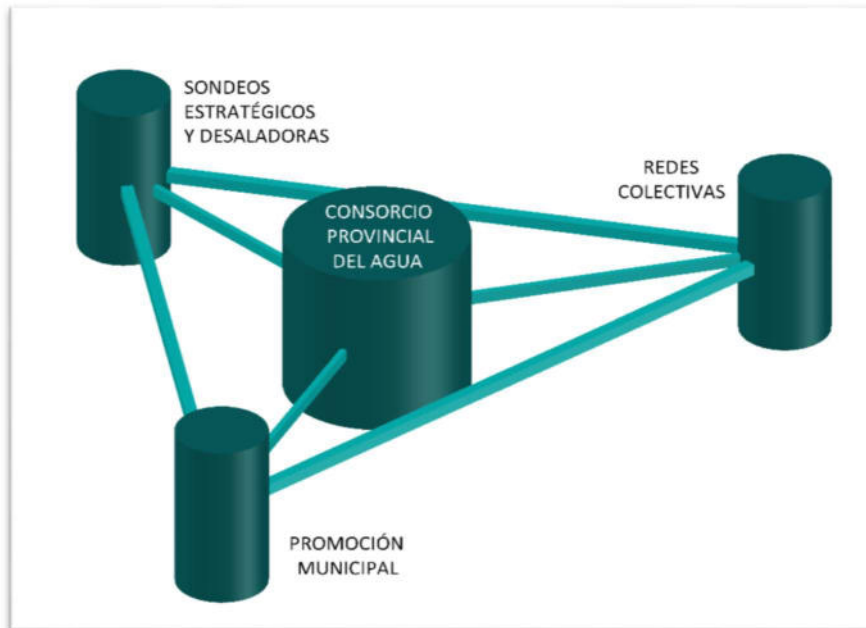 SONDEOS
ESTRATÉGICOS
Y DESALADORAS
REDES
COLECTIVAS
CONSORCIO
PROVINCIAL
DEL AGUA
PROMOCIÓN
MUNICIPAL